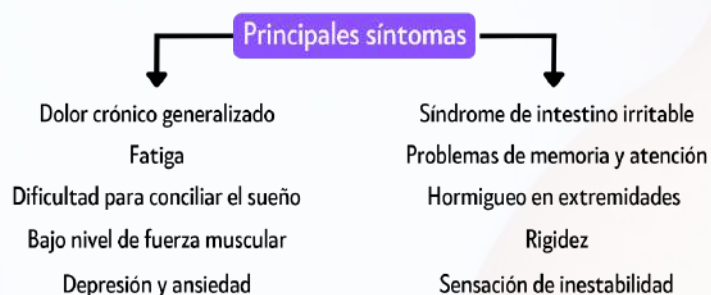 Principales síntomas
Dolor crónico generalizado
Fatiga
Dificultad para conciliar el sueño
Bajo nivel de fuerza muscular
Depresión y ansiedad
Síndrome de intestino irritable
Problemas de memoria y atención
Hormigueo en extremidades
Rigidez
Sensación de inestabilidad